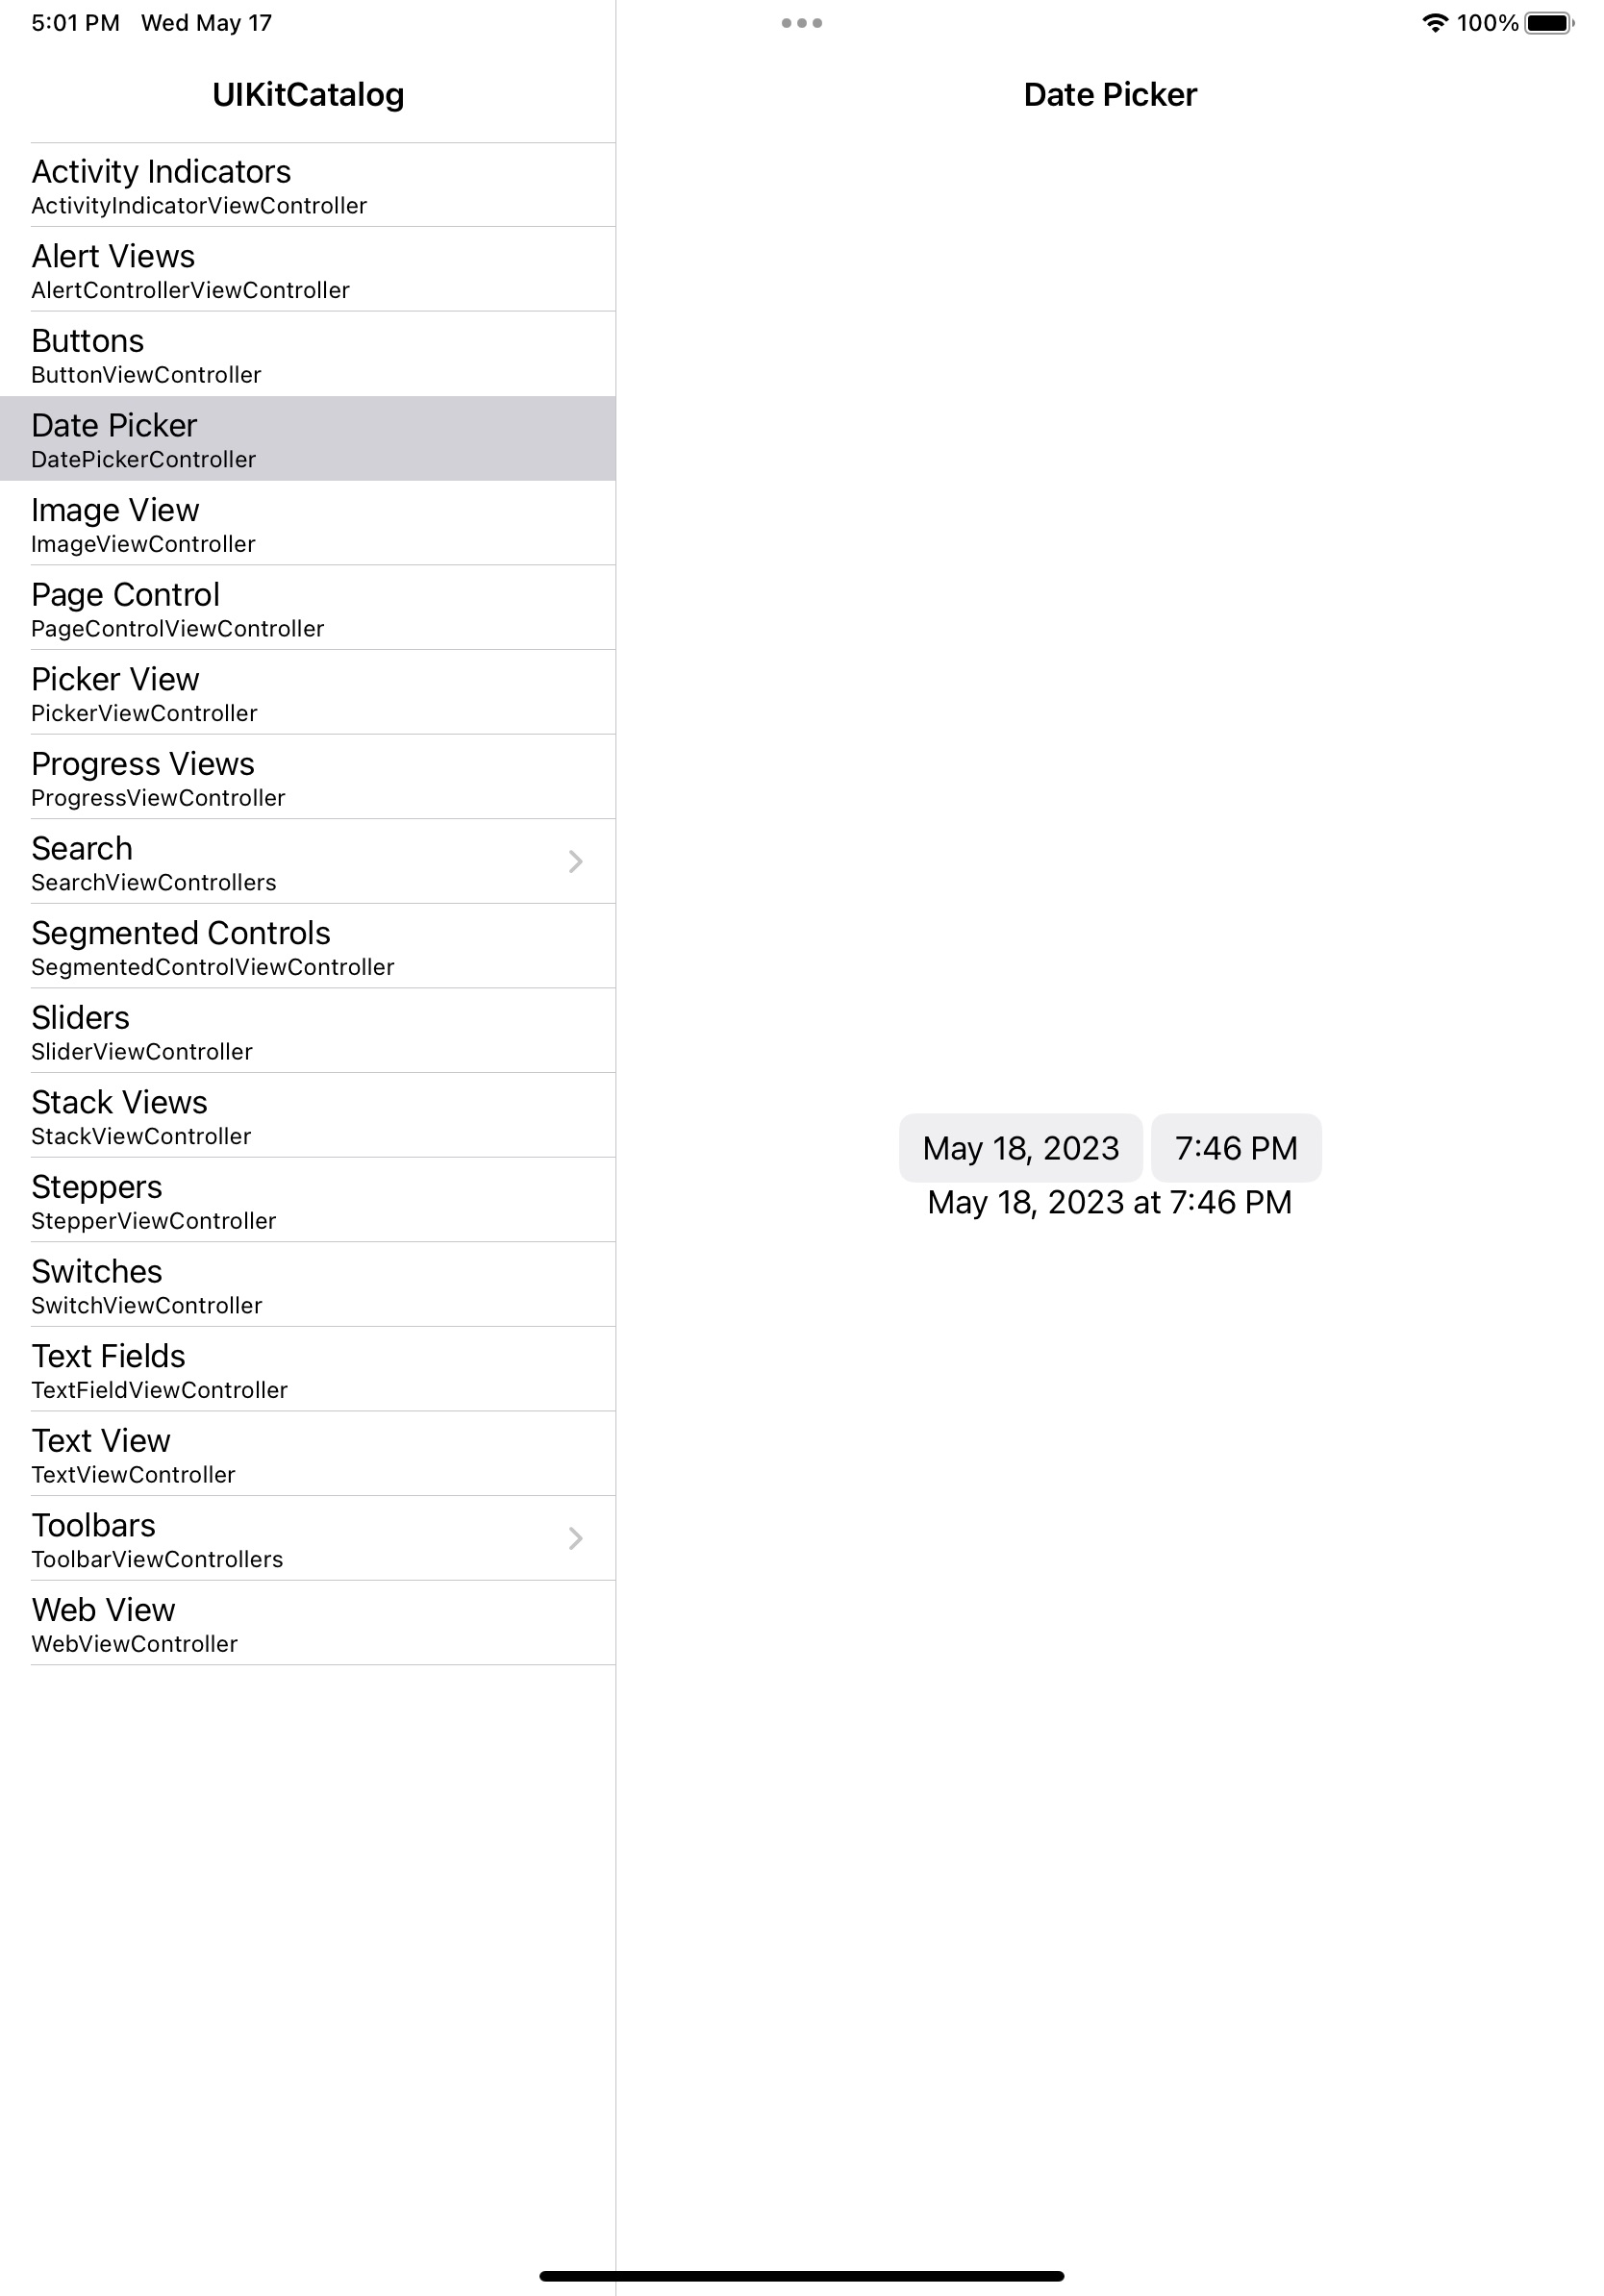 5:01 PM Wed May 17
100%
UIKitCatalog
Activity Indicators
ActivityIndicatorViewController
Alert Views
AlertControllerViewController
Buttons
ButtonViewController
Date Picker
DatePickerController
Image View
ImageViewController
Page Control
PageControlViewController
Picker View
PickerViewController
Progress Views
ProgressViewController
Search
SearchViewControllers
Segmented Controls
SegmentedControlViewController
Sliders
SliderViewController
Stack Views
StackViewController
Steppers
StepperViewController
Switches
SwitchViewController
Text Fields
TextFieldViewController
Text View
TextViewController
Toolbars
ToolbarViewControllers
Web View
WebViewController
Date Picker
May 18, 2023 7:46 PM
May 18, 2023 at 7:46 PM